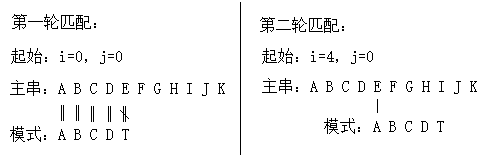 第一轮匹配：
起始：i=0，j=0
主串：A B C D E F G H I J K
模式：A B C D T
第二轮匹配：
起始：i=4，j=0
主串：A B C D E F G H I J K
模式：A B C D T